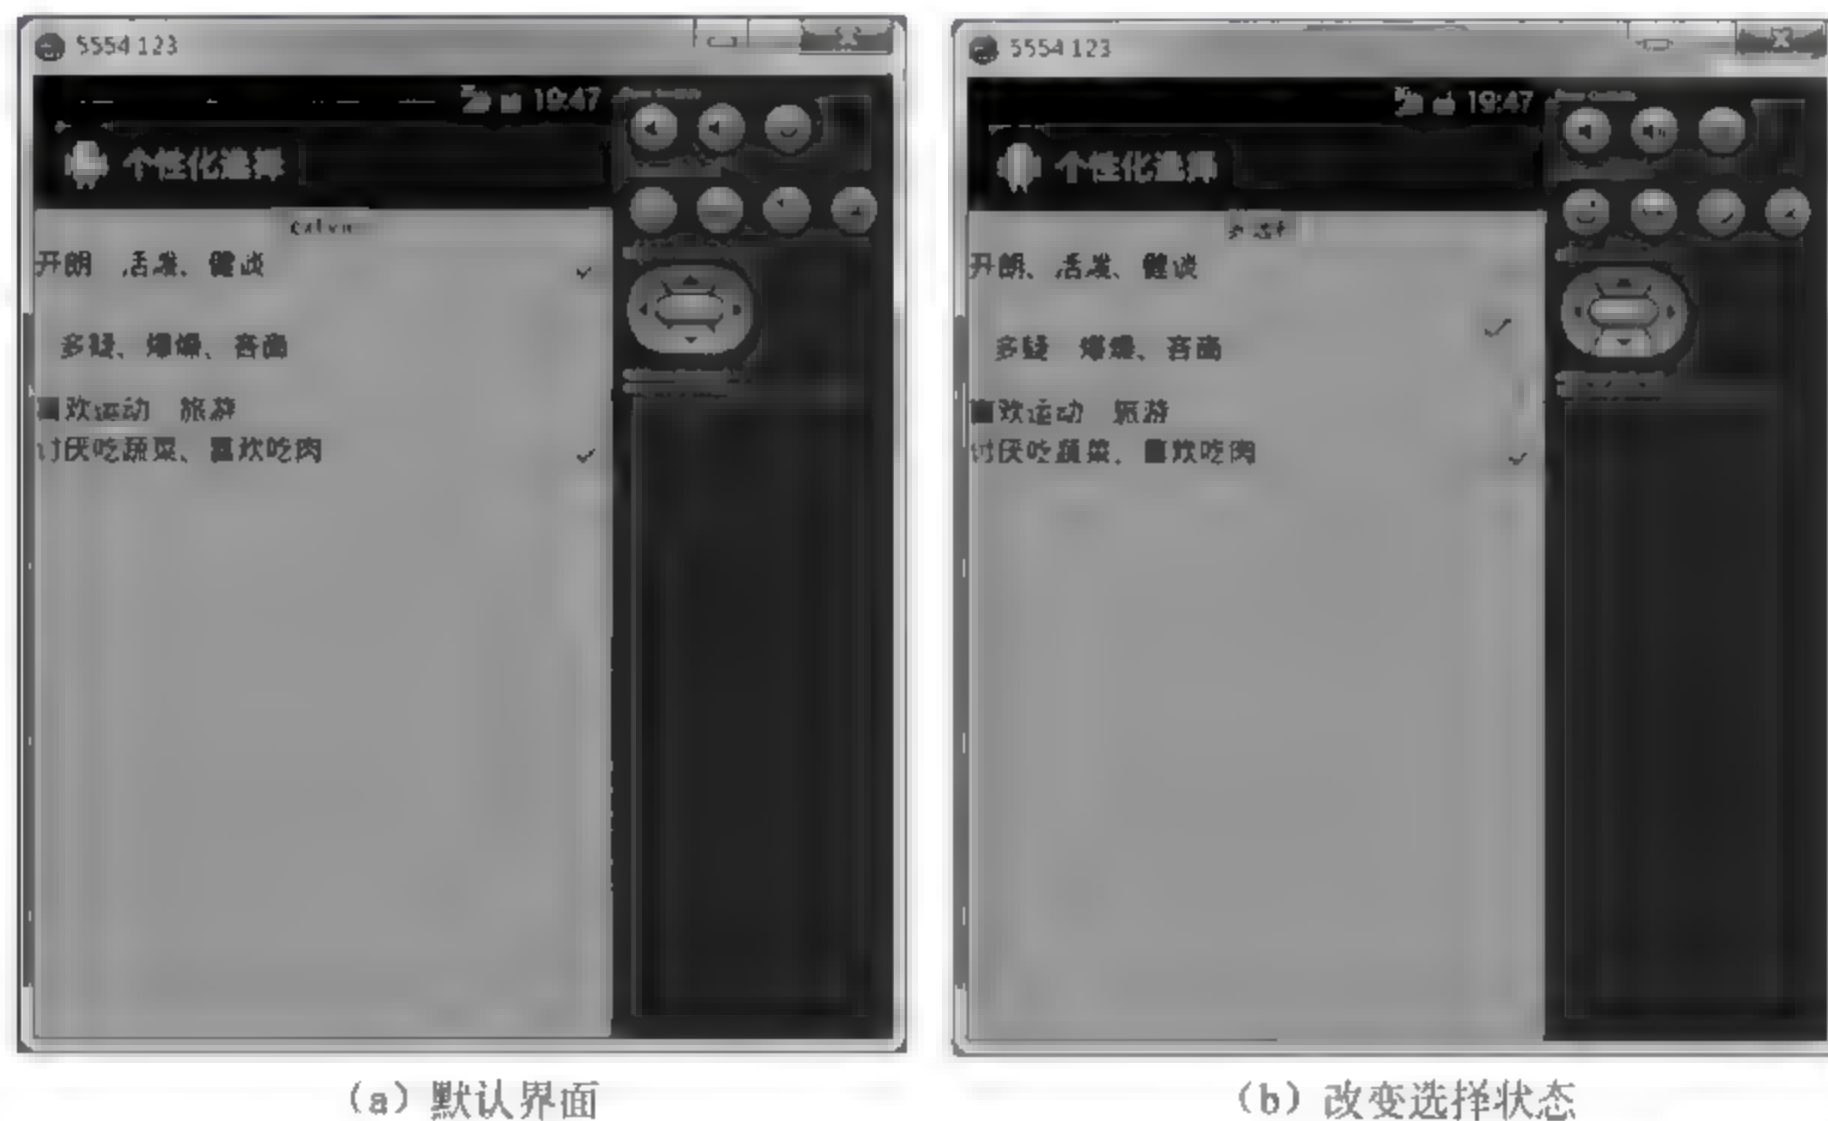 5554 123
19:47
个性化选择
开朗 活泼、健谈
多疑、爆燥、吝啬
喜欢运动 旅游
讨厌吃蔬菜、喜欢吃肉
(a) 默认界面
5554 123
19:47
个性化选择
开朗、活泼、健谈
多疑 爆燥、吝啬
喜欢运动 旅游
讨厌吃蔬菜、喜欢吃肉
(b) 改变选择状态